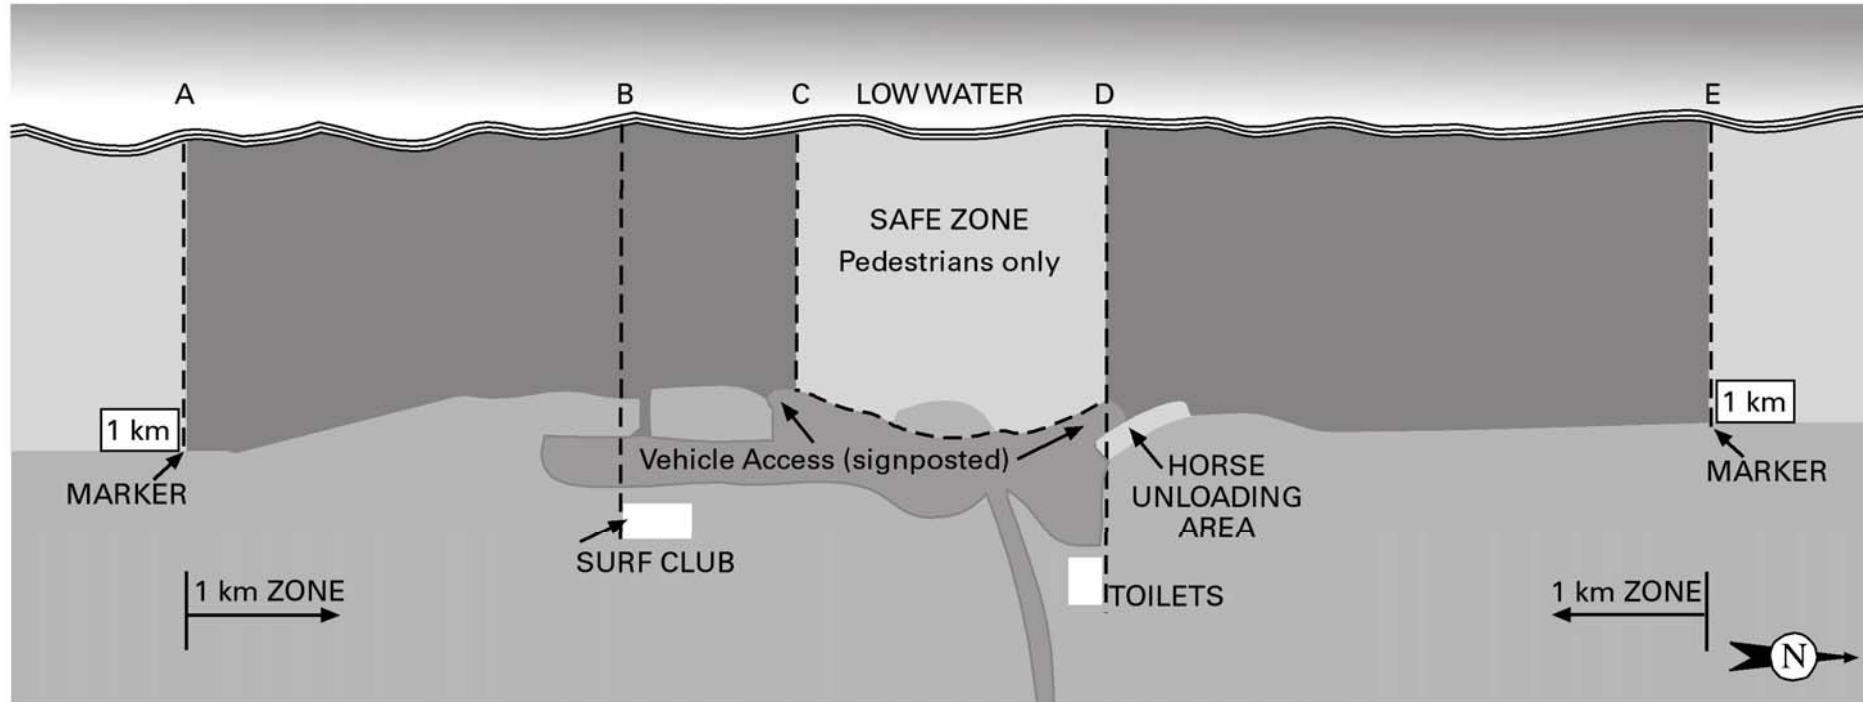 A
B
C
LOW WATER
D
E
SAFE ZONE
Pedestrians only
1 km
1 km
MARKER
Vehicle Access (signposted)
HORSE
UNLOADING
AREA
MARKER
SURF CLUB
TOILETS
1 km ZONE
1 km ZONE
N